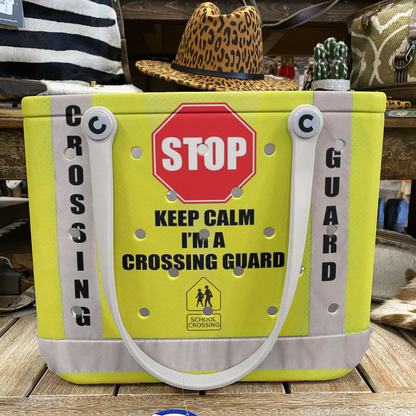 CROSSING
STOP
KEEP CALM
I'M A
CROSSING GUARD
SCHOOL
CROSSING
GUARD
C
C